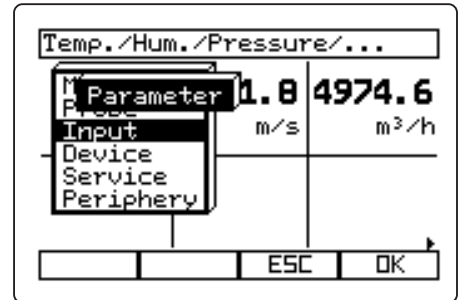 Temp./Hum./Pressure/...
Parameter 1.8 4974.6
Input m/s m³/h
Device
Service
Periphery
ESC OK